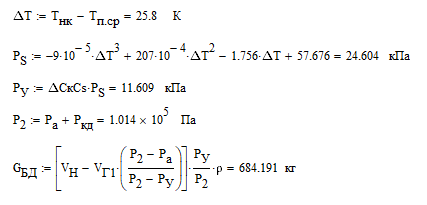 ΔT := Tнк − Tп.ср = 25.8 K
PS := −9·10^−5·ΔT^3 + 207·10^−4·ΔT^2 − 1.756·ΔT + 57.676 = 24.604 кПа
PУ := ΔCкCs·PS = 11.609 кПа
P2 := Pa + Pкд = 1.014 × 10^5 Па
GБД := [VН − VГ1·((P2 − Pa)/(P2 − PУ))]·PУ/P2·ρ = 684.191 кг